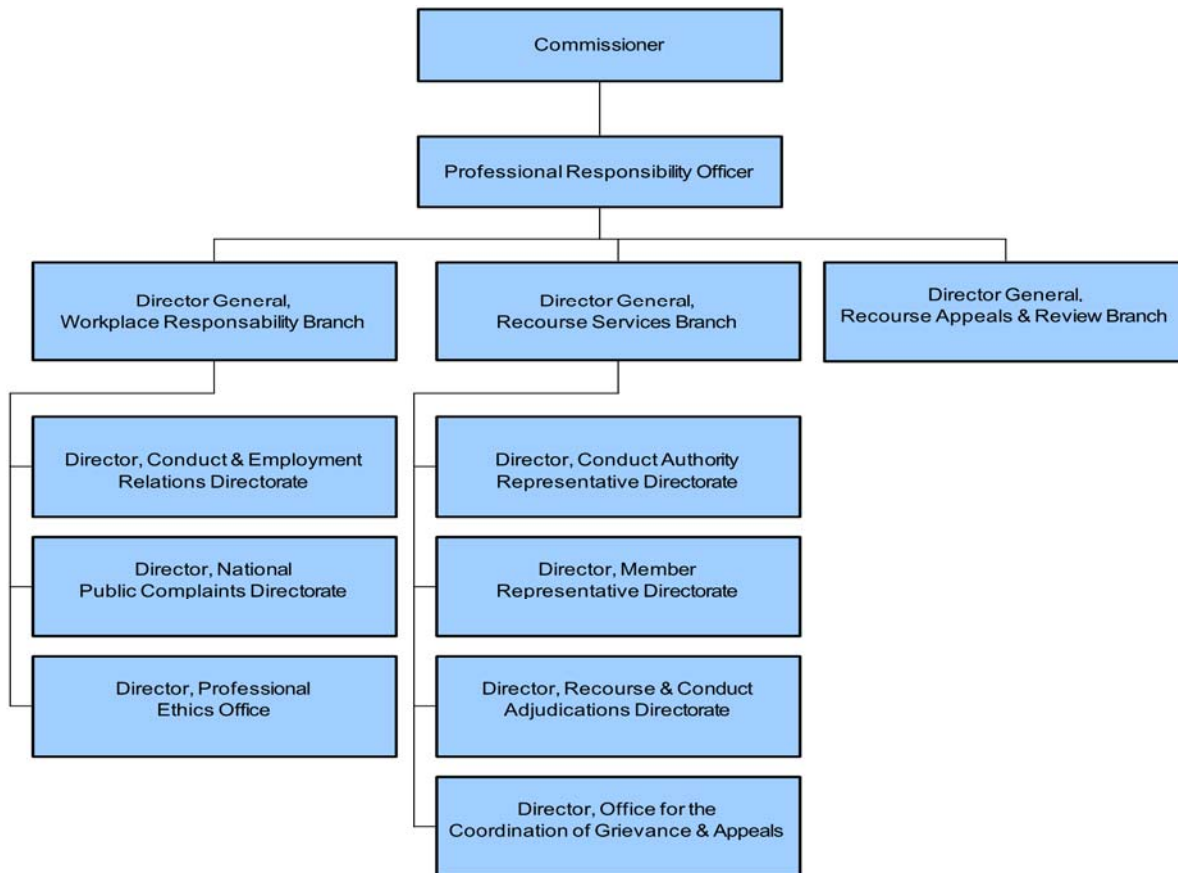 Commissioner
Professional Responsibility Officer
Director General,
Workplace Responsability Branch
Director General,
Recourse Services Branch
Director General,
Recourse Appeals & Review Branch
Director, Conduct & Employment
Relations Directorate
Director, National
Public Complaints Directorate
Director, Professional
Ethics Office
Director, Conduct Authority
Representative Directorate
Director, Member
Representative Directorate
Director, Recourse & Conduct
Adjudications Directorate
Director, Office for the
Coordination of Grievance & Appeals